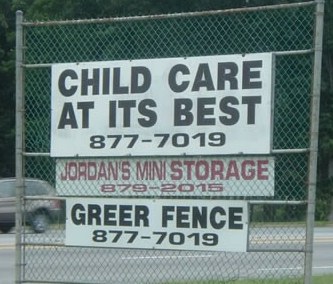 CHILD CARE
AT ITS BEST
877-7019
JORDAN'S MINI STORAGE
879-2015
GREER FENCE
877-7019